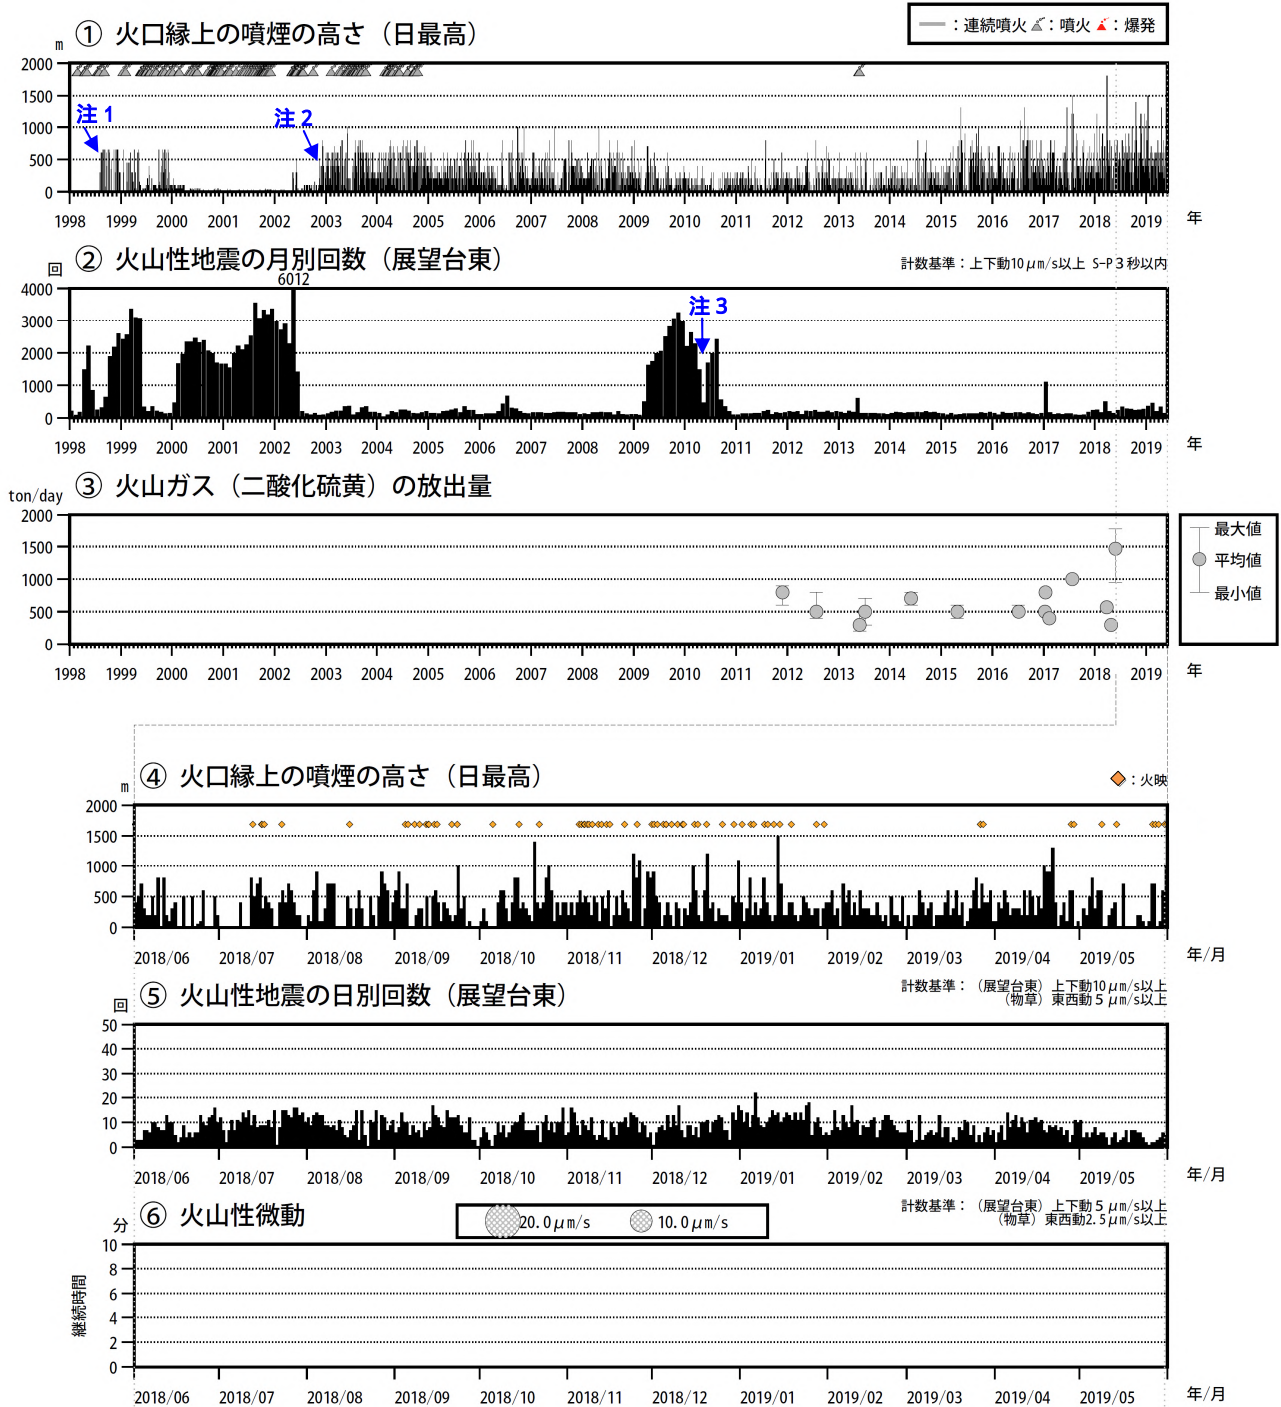 ① 火口縁上の噴煙の高さ（日最高）
━：連続噴火 ：噴火 ：爆発
m
2000
1500
1000
500
0
注１
注２
1998 1999 2000 2001 2002 2003 2004 2005 2006 2007 2008 2009 2010 2011 2012 2013 2014 2015 2016 2017 2018 2019 年
② 火山性地震の月別回数（展望台東）
計数基準：上下動10μm/s以上 S-P３秒以内
回
6012
4000
3000
2000
1000
0
注３
1998 1999 2000 2001 2002 2003 2004 2005 2006 2007 2008 2009 2010 2011 2012 2013 2014 2015 2016 2017 2018 2019 年
③ 火山ガス（二酸化硫黄）の放出量
ton/day
2000
1500
1000
500
0
最大値
平均値
最小値
1998 1999 2000 2001 2002 2003 2004 2005 2006 2007 2008 2009 2010 2011 2012 2013 2014 2015 2016 2017 2018 2019 年
④ 火口縁上の噴煙の高さ（日最高）
：火映
m
2000
1500
1000
500
0
2018/06 2018/07 2018/08 2018/09 2018/10 2018/11 2018/12 2019/01 2019/02 2019/03 2019/04 2019/05 年/月
⑤ 火山性地震の日別回数（展望台東）
計数基準：（展望台東）上下動10μm/s以上
（物草）東西動５μm/s以上
回
50
40
30
20
10
0
2018/06 2018/07 2018/08 2018/09 2018/10 2018/11 2018/12 2019/01 2019/02 2019/03 2019/04 2019/05 年/月
⑥ 火山性微動
20.0μm/s 10.0μm/s
計数基準：（展望台東）上下動５μm/s以上
（物草）東西動2.5μm/s以上
分
継続時間
10
8
6
4
2
0
2018/06 2018/07 2018/08 2018/09 2018/10 2018/11 2018/12 2019/01 2019/02 2019/03 2019/04 2019/05 年/月